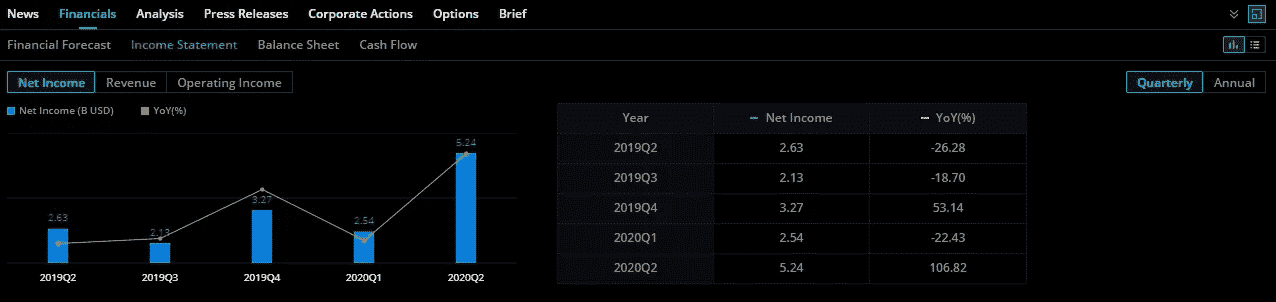 News Financials Analysis Press Releases Corporate Actions Options Brief
Financial Forecast Income Statement Balance Sheet Cash Flow
Net Income Revenue Operating Income
Quarterly Annual
Net Income (B USD) YoY(%)
2.63
2.13
3.27
2.54
5.24
2019Q2 2019Q3 2019Q4 2020Q1 2020Q2
Year Net Income YoY(%)
2019Q2 2.63 -26.28
2019Q3 2.13 -18.70
2019Q4 3.27 53.14
2020Q1 2.54 -22.43
2020Q2 5.24 106.82